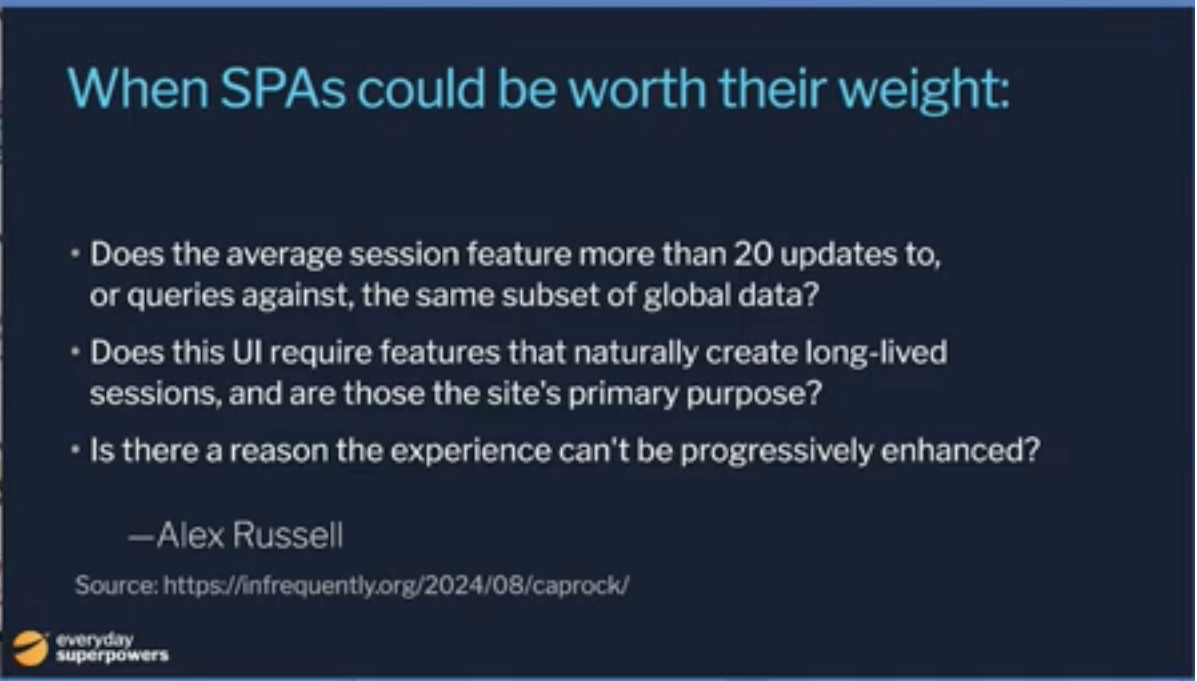 When SPAs could be worth their weight:
• Does the average session feature more than 20 updates to,
or queries against, the same subset of global data?
• Does this UI require features that naturally create long-lived
sessions, and are those the site's primary purpose?
• Is there a reason the experience can't be progressively enhanced?
—Alex Russell
Source: https://infrequently.org/2024/08/caprock/
everyday
superpowers